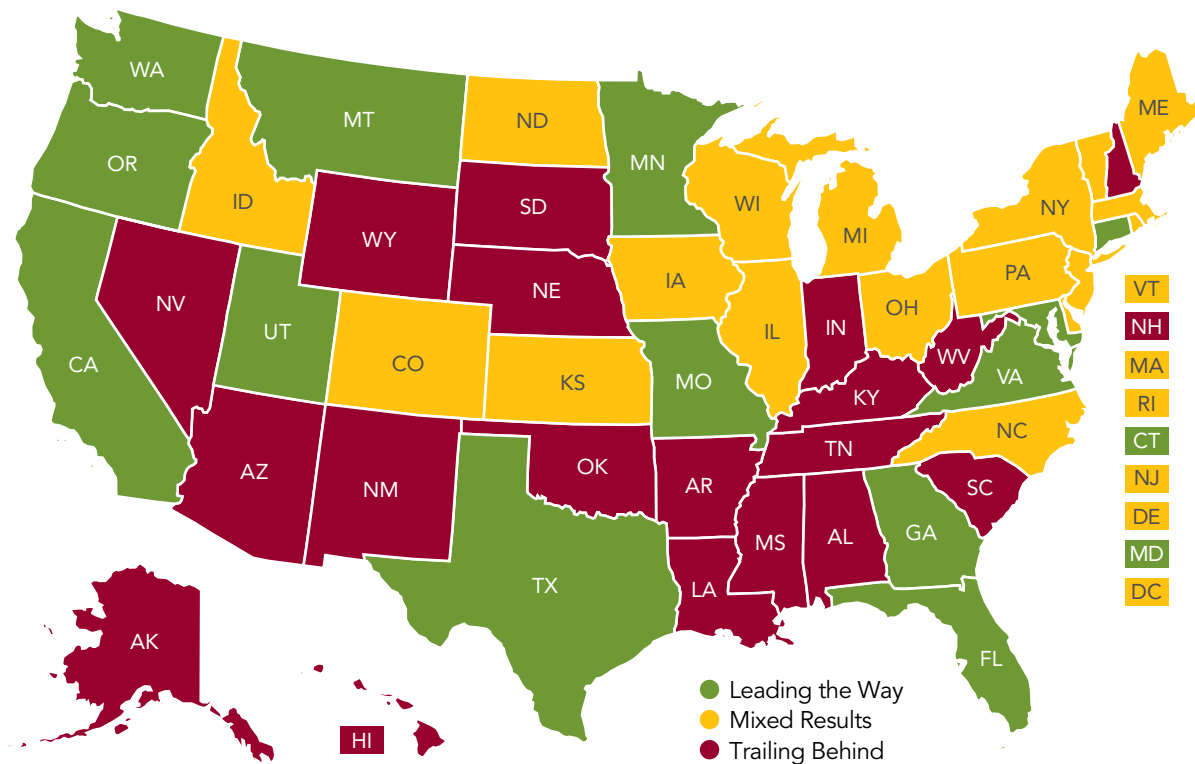 WA
MT
ND
ME
OR
MN
ID
SD
WI
NY
MI
WY
PA
IA
NE
VT
NV
OH
NH
UT
IL
IN
CA
CO
WV
MA
KS
MO
VA
KY
RI
NC
CT
TN
AZ
OK
NJ
NM
AR
SC
DE
GA
AL
MS
MD
TX
LA
DC
AK
FL
HI
Leading the Way
Mixed Results
Trailing Behind